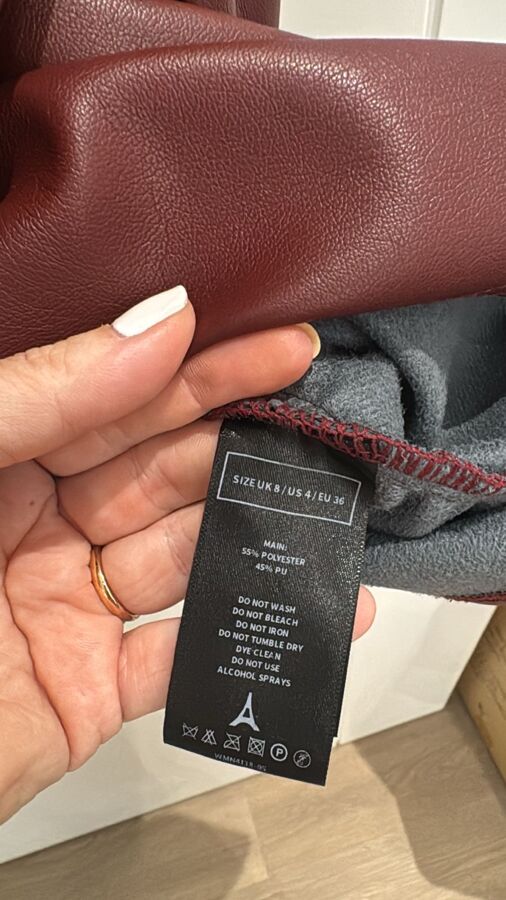 SIZE UK 8 / US 4 / EU 36
MAIN:
55% POLYESTER
45% PU
DO NOT WASH
DO NOT BLEACH
DO NOT IRON
DO NOT TUMBLE DRY
DYE CLEAN
DO NOT USE
ALCOHOL SPRAYS
P